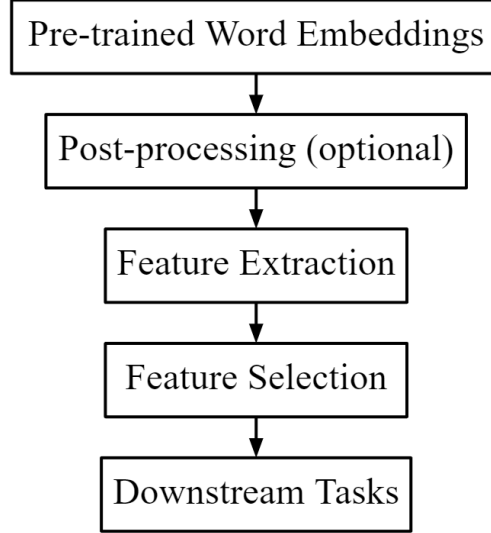 Pre-trained Word Embeddings
Post-processing (optional)
Feature Extraction
Feature Selection
Downstream Tasks